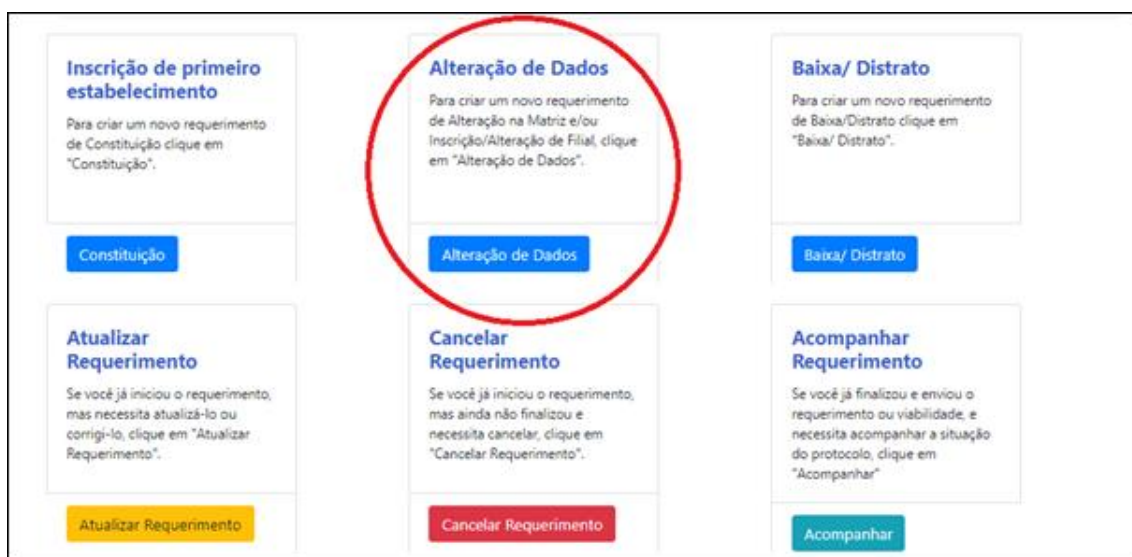 Inscrição de primeiro
estabelecimento
Para criar um novo requerimento
de Constituição clique em
"Constituição".
Constituição
Alteração de Dados
Para criar um novo requerimento
de Alteração na Matriz e/ou
Inscrição/Alteração de Filial, clique
em "Alteração de Dados".
Alteração de Dados
Baixa/ Distrato
Para criar um novo requerimento
de Baixa/Distrato clique em
"Baixa/ Distrato".
Baixa/ Distrato
Atualizar
Requerimento
Se você já iniciou o requerimento,
mas necessita atualizá-lo ou
corrigi-lo, clique em "Atualizar
Requerimento".
Atualizar Requerimento
Cancelar
Requerimento
Se você já iniciou o requerimento,
mas ainda não finalizou e
necessita cancelar, clique em
"Cancelar Requerimento".
Cancelar Requerimento
Acompanhar
Requerimento
Se você já finalizou e enviou o
requerimento ou viabilidade, e
necessita acompanhar a situação
do protocolo, clique em
"Acompanhar"
Acompanhar